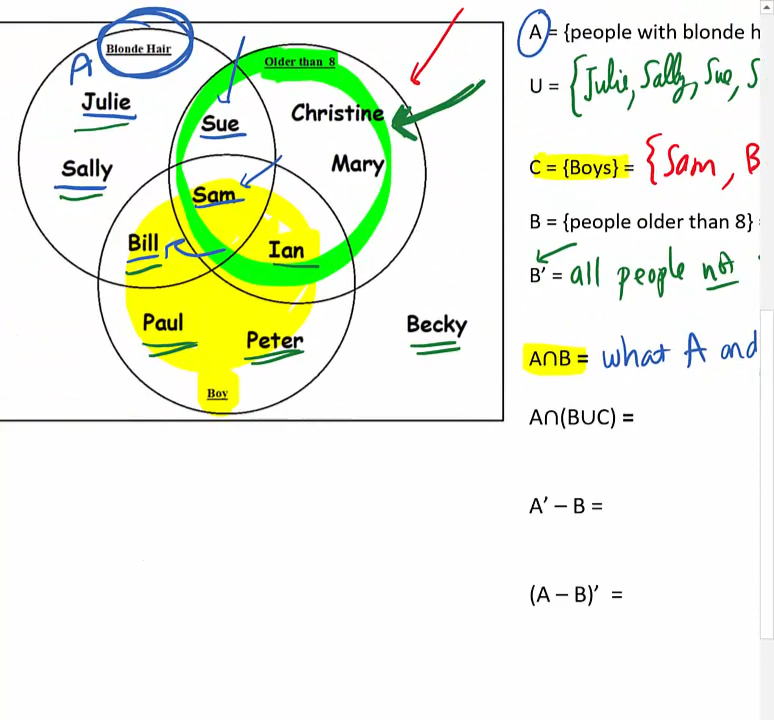 Blonde Hair
A
Older than 8
Julie
Sue
Christine
Sally
Mary
Sam
Bill
Ian
Paul
Peter
Becky
Boy
A = {people with blonde h
U = {Julie, Sally, Sue, S
C = {Boys} = {Sam, B
B = {people older than 8} =
B′ = all people not
A∩B = what A and
A∩(BUC) =
A′ – B =
(A – B)′ =